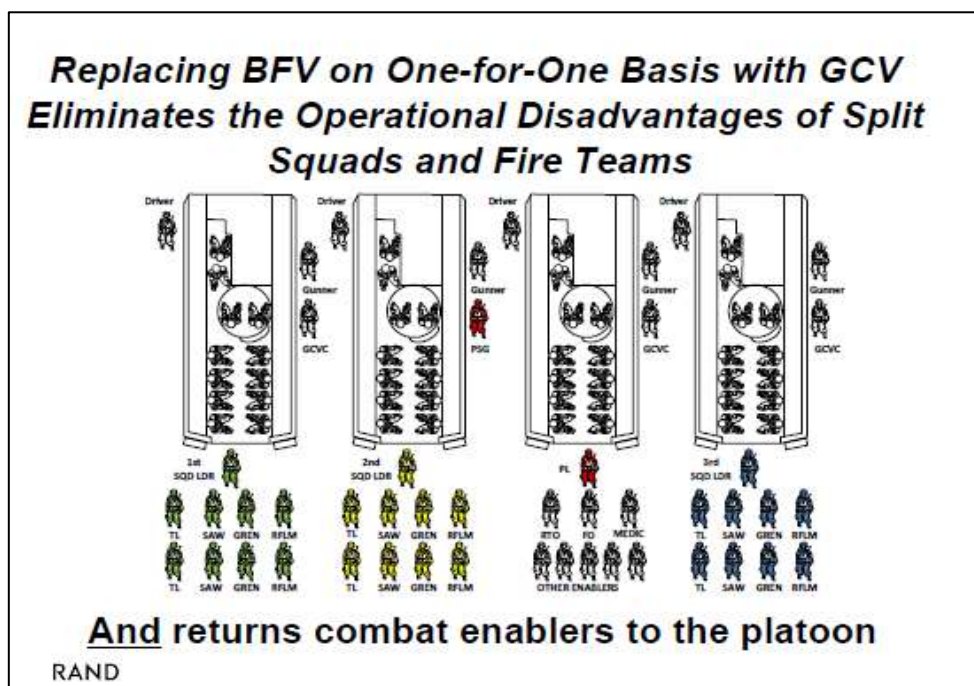 Replacing BFV on One-for-One Basis with GCV
Eliminates the Operational Disadvantages of Split
Squads and Fire Teams
Driver Driver Driver Driver
Gunner Gunner Gunner Gunner
GCVC PSG GCVC GCVC
1st SQD LDR
2nd SQD LDR
PL
3rd SQD LDR
TL SAW GREN RFLM
TL SAW GREN RFLM
RTO FO MEDIC
TL SAW GREN RFLM
TL SAW GREN RFLM
TL SAW GREN RFLM
OTHER ENABLERS
TL SAW GREN RFLM
And returns combat enablers to the platoon
RAND